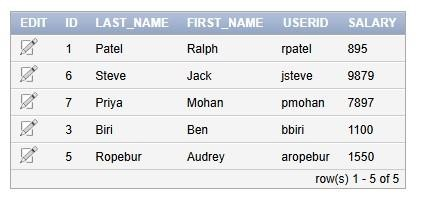 EDIT ID LAST_NAME FIRST_NAME USERID SALARY
1 Patel Ralph rpatel 895
6 Steve Jack jsteve 9879
7 Priya Mohan pmohan 7897
3 Biri Ben bbiri 1100
5 Ropebur Audrey aropebur 1550
row(s) 1 - 5 of 5